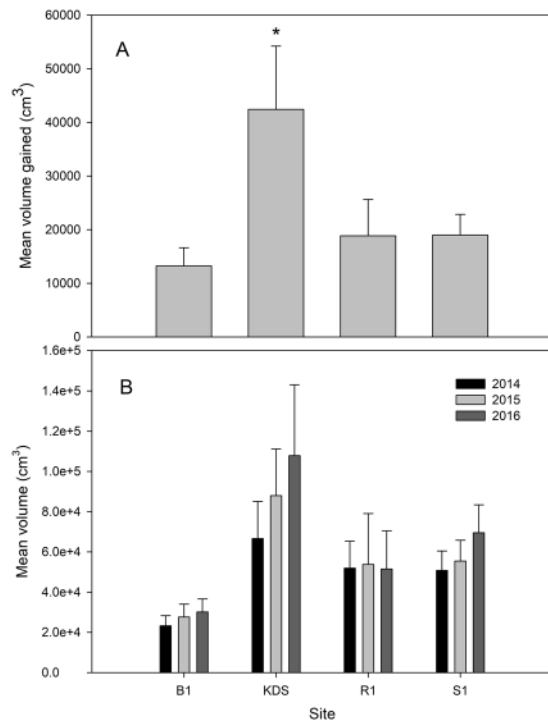 60000
*
A
50000
40000
30000
20000
10000
0
Mean volume gained (cm³)
1.6e+5
B
2014
1.4e+5
2015
1.2e+5
2016
1.0e+5
8.0e+4
6.0e+4
4.0e+4
2.0e+4
0.0
Mean volume (cm³)
B1 KDS R1 S1
Site